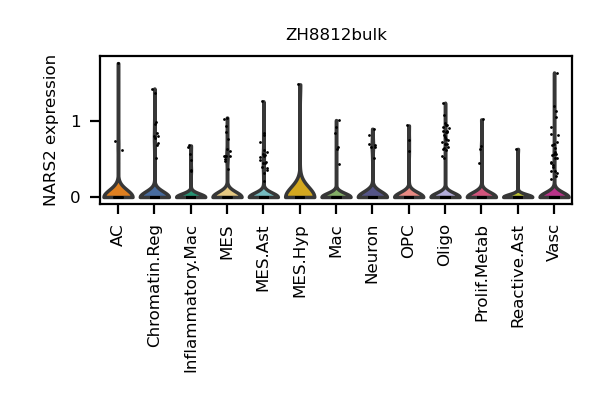 ZH8812bulk
NARS2 expression
1
0
AC
Chromatin.Reg
Inflammatory.Mac
MES
MES.Ast
MES.Hyp
Mac
Neuron
OPC
Oligo
Prolif.Metab
Reactive.Ast
Vasc